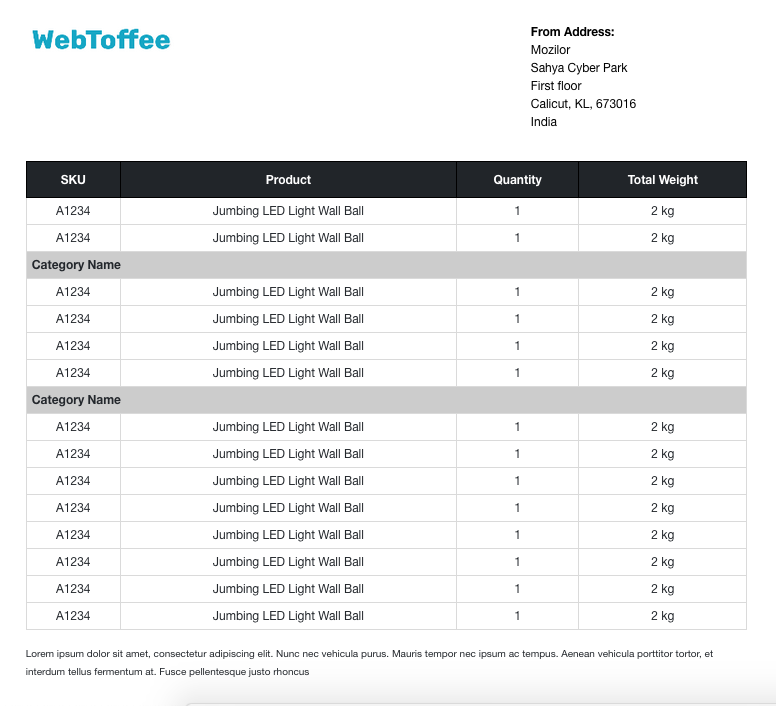 WebToffee
From Address:
Mozilor
Sahya Cyber Park
First floor
Calicut, KL, 673016
India
SKU Product Quantity Total Weight
A1234 Jumbing LED Light Wall Ball 1 2 kg
A1234 Jumbing LED Light Wall Ball 1 2 kg
Category Name
A1234 Jumbing LED Light Wall Ball 1 2 kg
A1234 Jumbing LED Light Wall Ball 1 2 kg
A1234 Jumbing LED Light Wall Ball 1 2 kg
A1234 Jumbing LED Light Wall Ball 1 2 kg
Category Name
A1234 Jumbing LED Light Wall Ball 1 2 kg
A1234 Jumbing LED Light Wall Ball 1 2 kg
A1234 Jumbing LED Light Wall Ball 1 2 kg
A1234 Jumbing LED Light Wall Ball 1 2 kg
A1234 Jumbing LED Light Wall Ball 1 2 kg
A1234 Jumbing LED Light Wall Ball 1 2 kg
A1234 Jumbing LED Light Wall Ball 1 2 kg
A1234 Jumbing LED Light Wall Ball 1 2 kg
Lorem ipsum dolor sit amet, consectetur adipiscing elit. Nunc nec vehicula purus. Mauris tempor nec ipsum ac tempus. Aenean vehicula porttitor tortor, et
interdum tellus fermentum at. Fusce pellentesque justo rhoncus